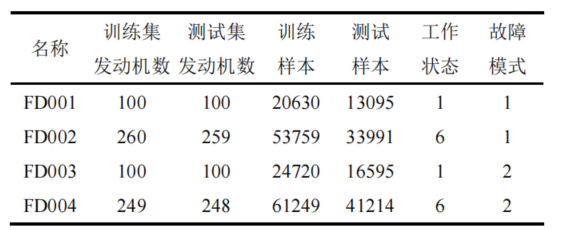 名称 训练集发动机数 测试集发动机数 训练样本 测试样本 工作状态 故障模式
FD001 100 100 20630 13095 1 1
FD002 260 259 53759 33991 6 1
FD003 100 100 24720 16595 1 2
FD004 249 248 61249 41214 6 2